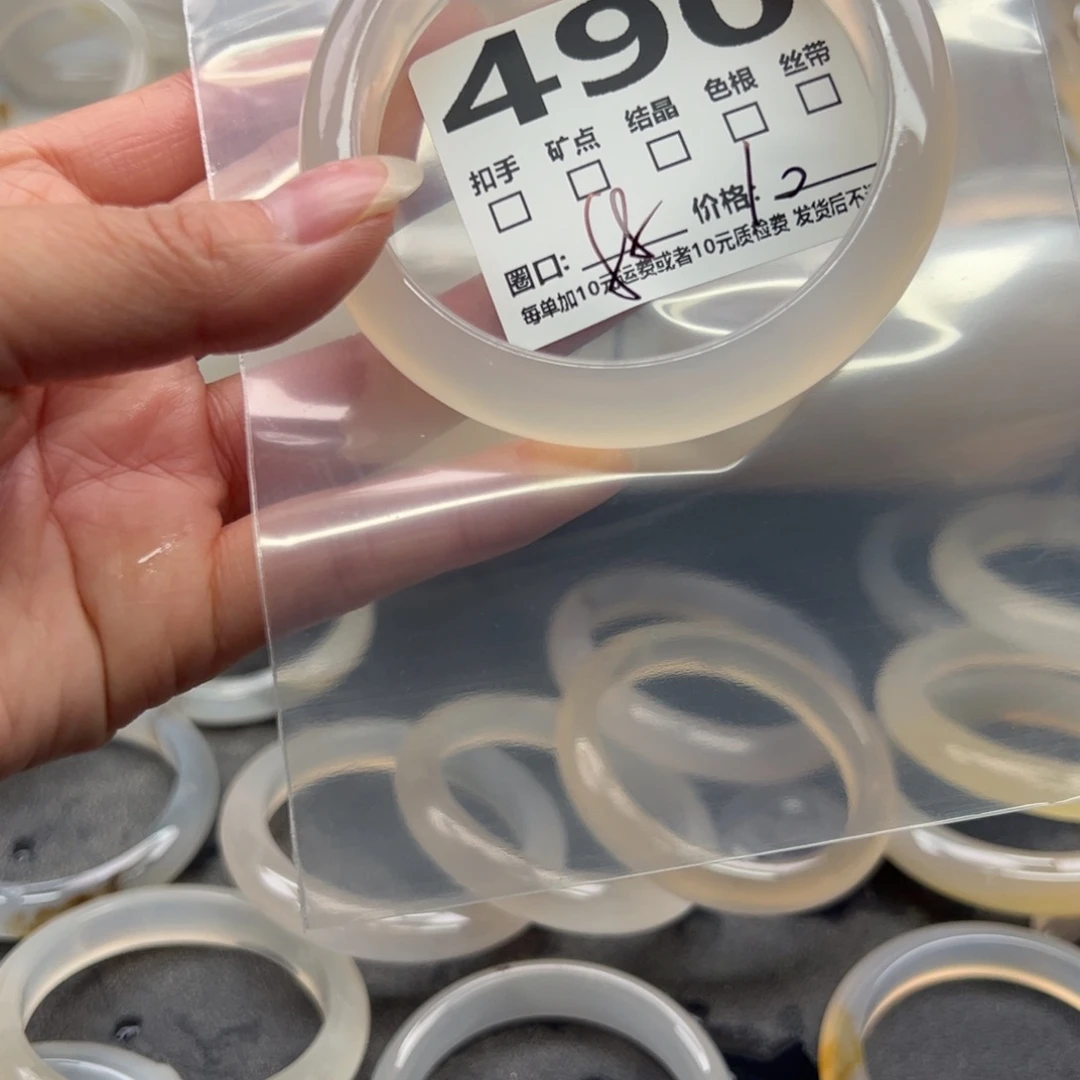 490
扣手 矿点 结晶 色根 丝带
圈口: 价格: 12
每单加10元运费或者10元质检费 发货后不